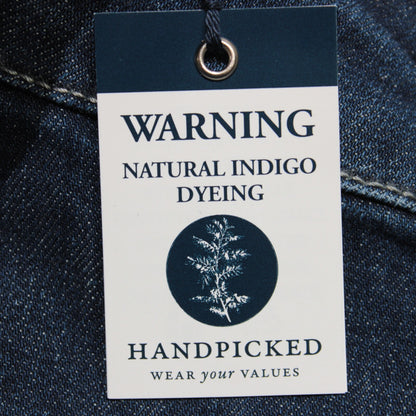 WARNING
NATURAL INDIGO
DYEING
HANDPICKED
WEAR your VALUES